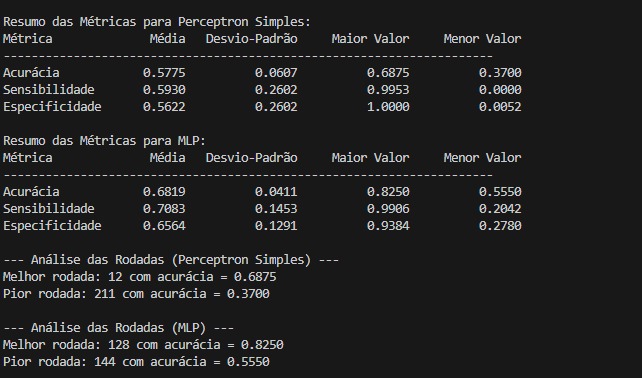 Resumo das Métricas para Perceptron Simples:
Métrica Média Desvio-Padrão Maior Valor Menor Valor
----------------------------------------------------------------------
Acurácia 0.5775 0.0607 0.6875 0.3700
Sensibilidade 0.5930 0.2602 0.9953 0.0000
Especificidade 0.5622 0.2602 1.0000 0.0052
Resumo das Métricas para MLP:
Métrica Média Desvio-Padrão Maior Valor Menor Valor
----------------------------------------------------------------------
Acurácia 0.6819 0.0411 0.8250 0.5550
Sensibilidade 0.7083 0.1453 0.9906 0.2042
Especificidade 0.6564 0.1291 0.9384 0.2780
--- Análise das Rodadas (Perceptron Simples) ---
Melhor rodada: 12 com acurácia = 0.6875
Pior rodada: 211 com acurácia = 0.3700
--- Análise das Rodadas (MLP) ---
Melhor rodada: 128 com acurácia = 0.8250
Pior rodada: 144 com acurácia = 0.5550